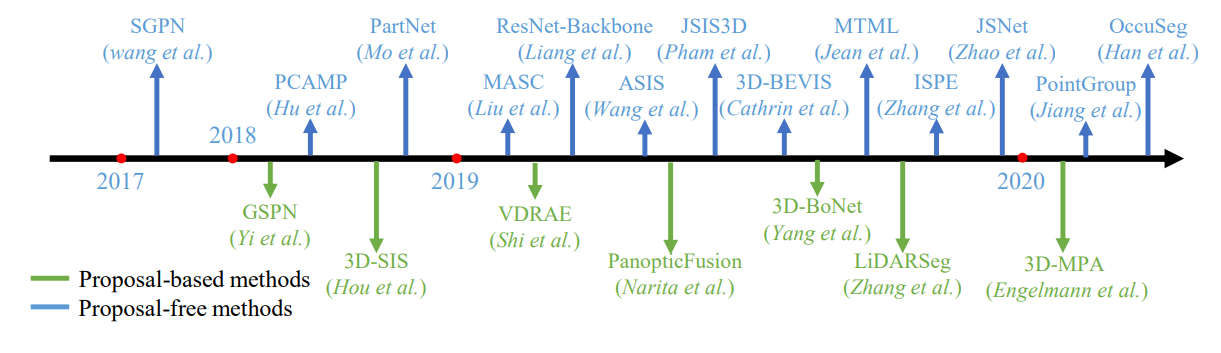 SGPN
(wang et al.)
PartNet
(Mo et al.)
ResNet-Backbone
(Liang et al.)
JSIS3D
(Pham et al.)
MTML
(Jean et al.)
JSNet
(Zhao et al.)
OccuSeg
(Han et al.)
PCAMP
(Hu et al.)
MASC
(Liu et al.)
ASIS
(Wang et al.)
3D-BEVIS
(Cathrin et al.)
ISPE
(Zhang et al.)
PointGroup
(Jiang et al.)
2018
2017
2019
2020
GSPN
(Yi et al.)
VDRAE
(Shi et al.)
3D-BoNet
(Yang et al.)
3D-SIS
(Hou et al.)
PanopticFusion
(Narita et al.)
LiDARSeg
(Zhang et al.)
3D-MPA
(Engelmann et al.)
Proposal-based methods
Proposal-free methods